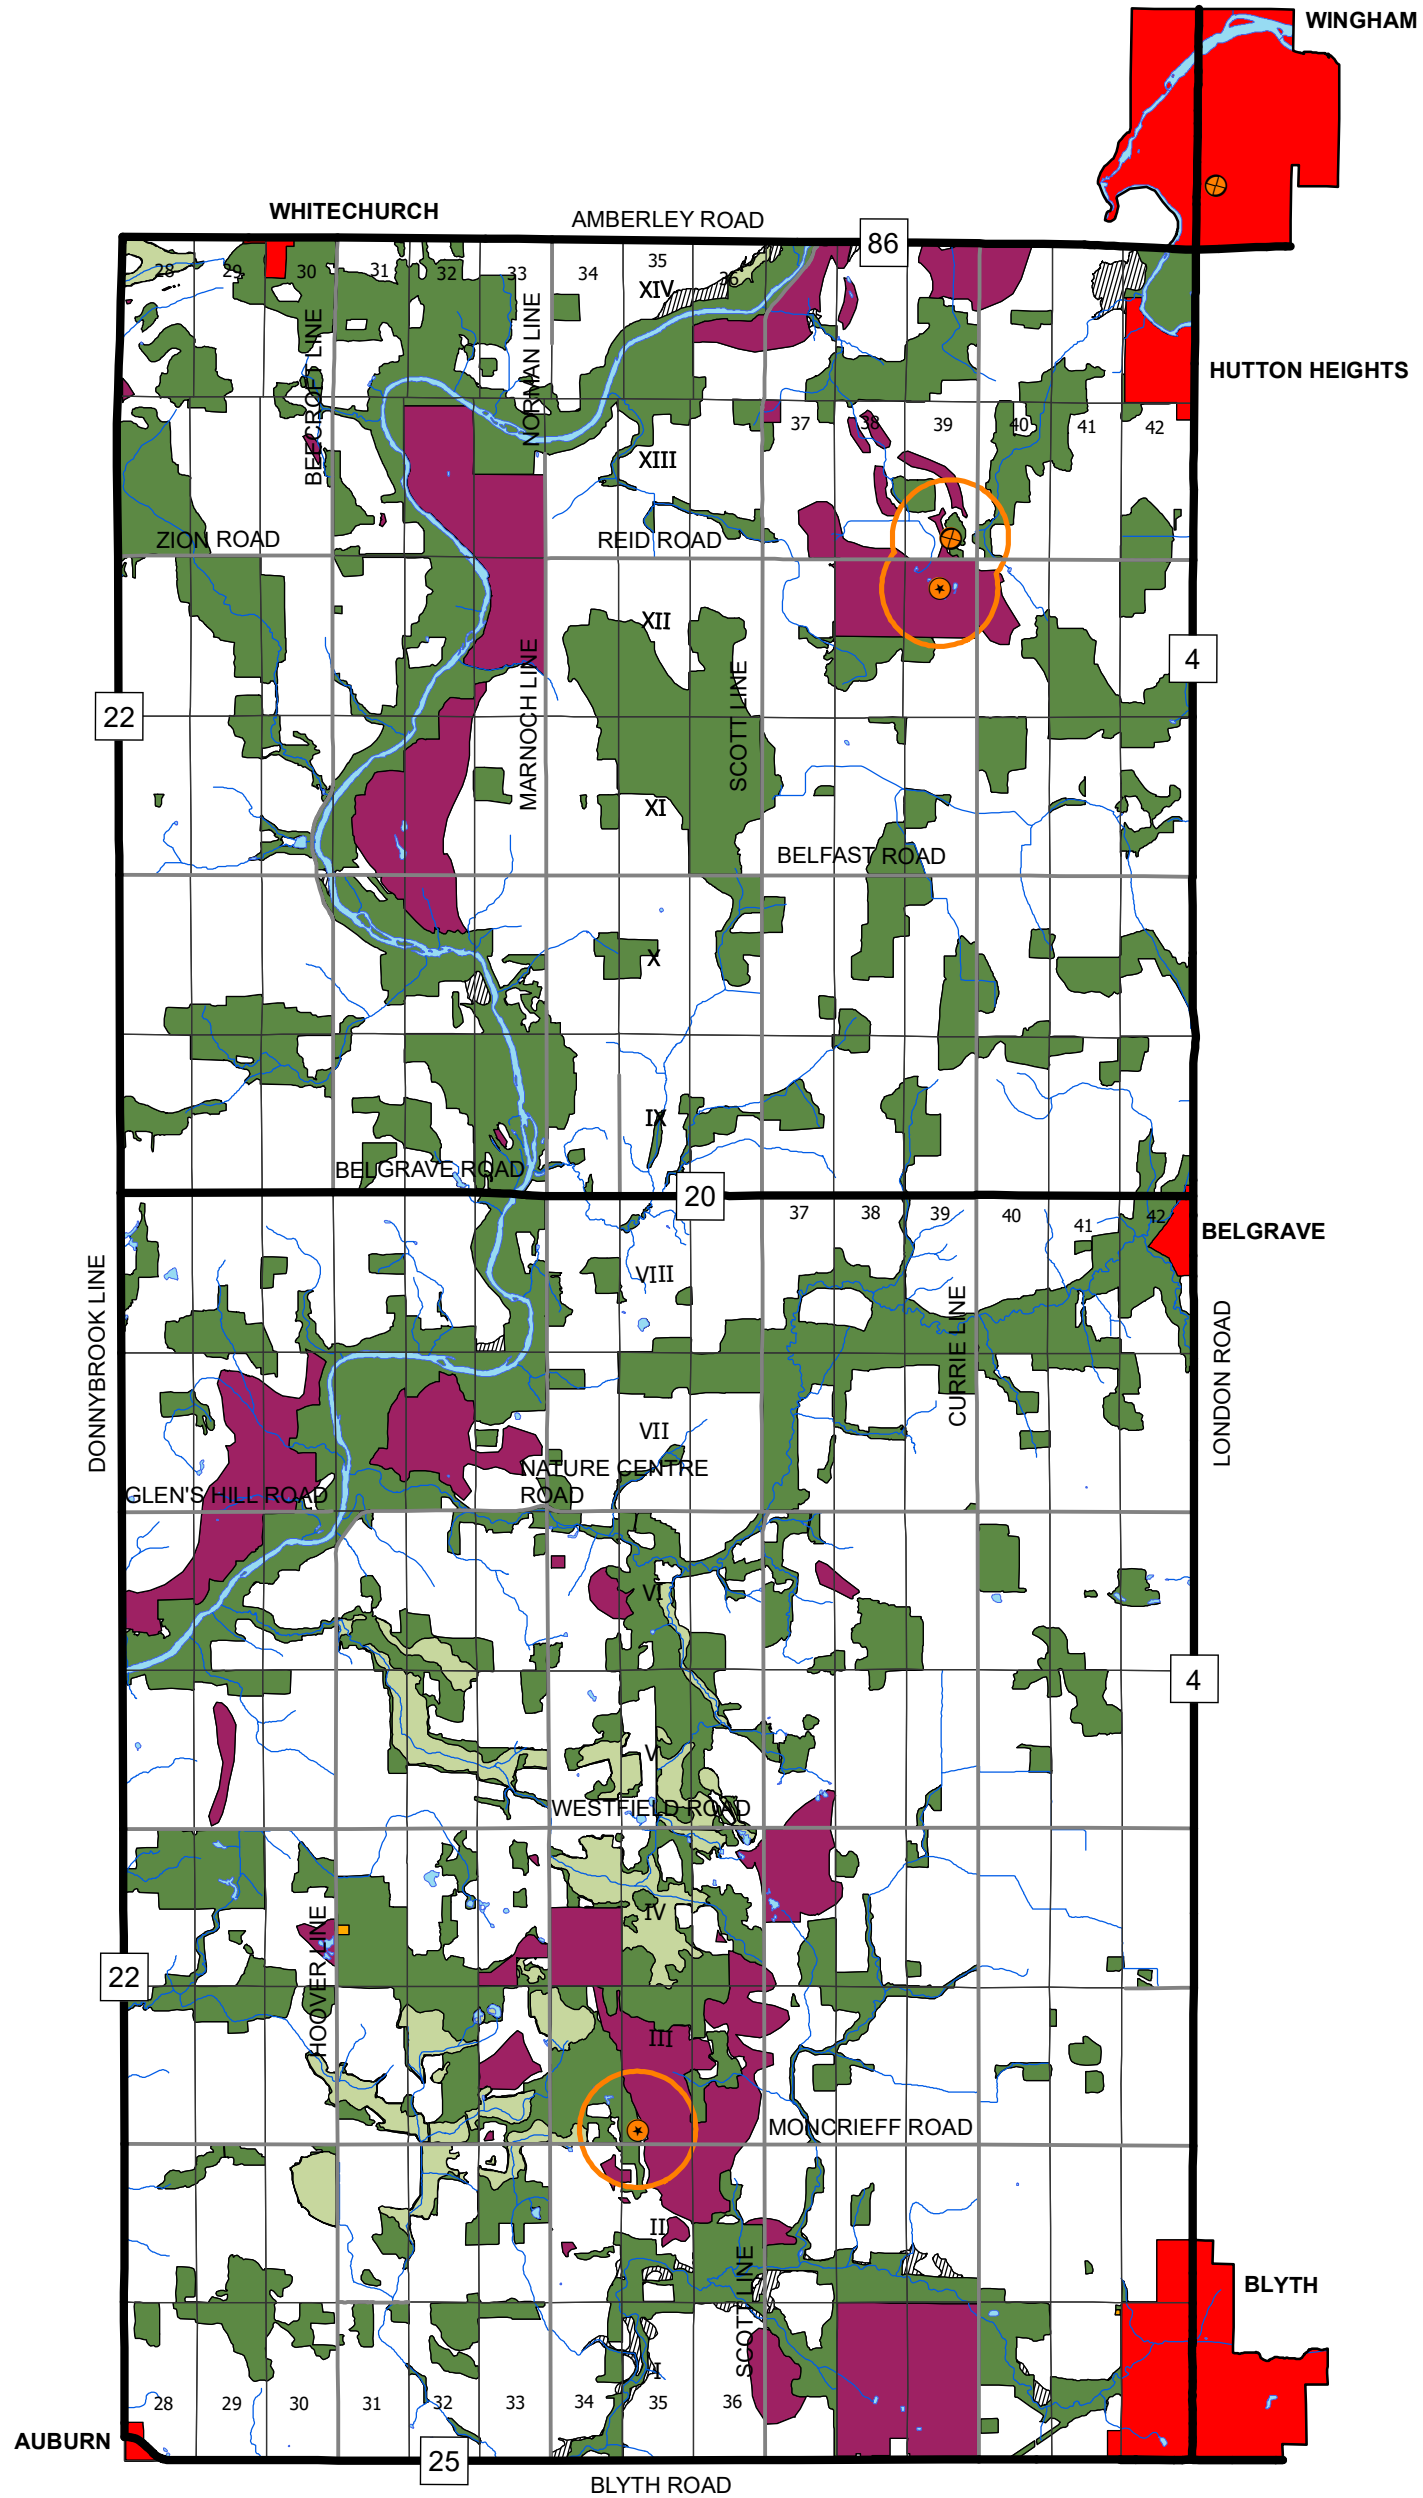 WINGHAM
WHITECHURCH
AMBERLEY ROAD
86
28
29
30
31
32
33
34
35
36
XIV
BEECROFT LINE
NORMAN LINE
HUTTON HEIGHTS
37
38
39
40
41
42
XIII
ZION ROAD
REID ROAD
XII
4
MARNOCH LINE
SCOTT LINE
22
XI
BELFAST ROAD
X
IX
BELGRAVE ROAD
20
37
38
39
40
41
42
BELGRAVE
VIII
DONNYBROOK LINE
CURRIE LINE
LONDON ROAD
VII
NATURE CENTRE
ROAD
GLEN'S HILL ROAD
VI
4
V
WESTFIELD ROAD
IV
HOOVER LINE
22
III
MONCRIEFF ROAD
II
SCOTT LINE
BLYTH
I
28
29
30
31
32
33
34
35
36
AUBURN
25
BLYTH ROAD